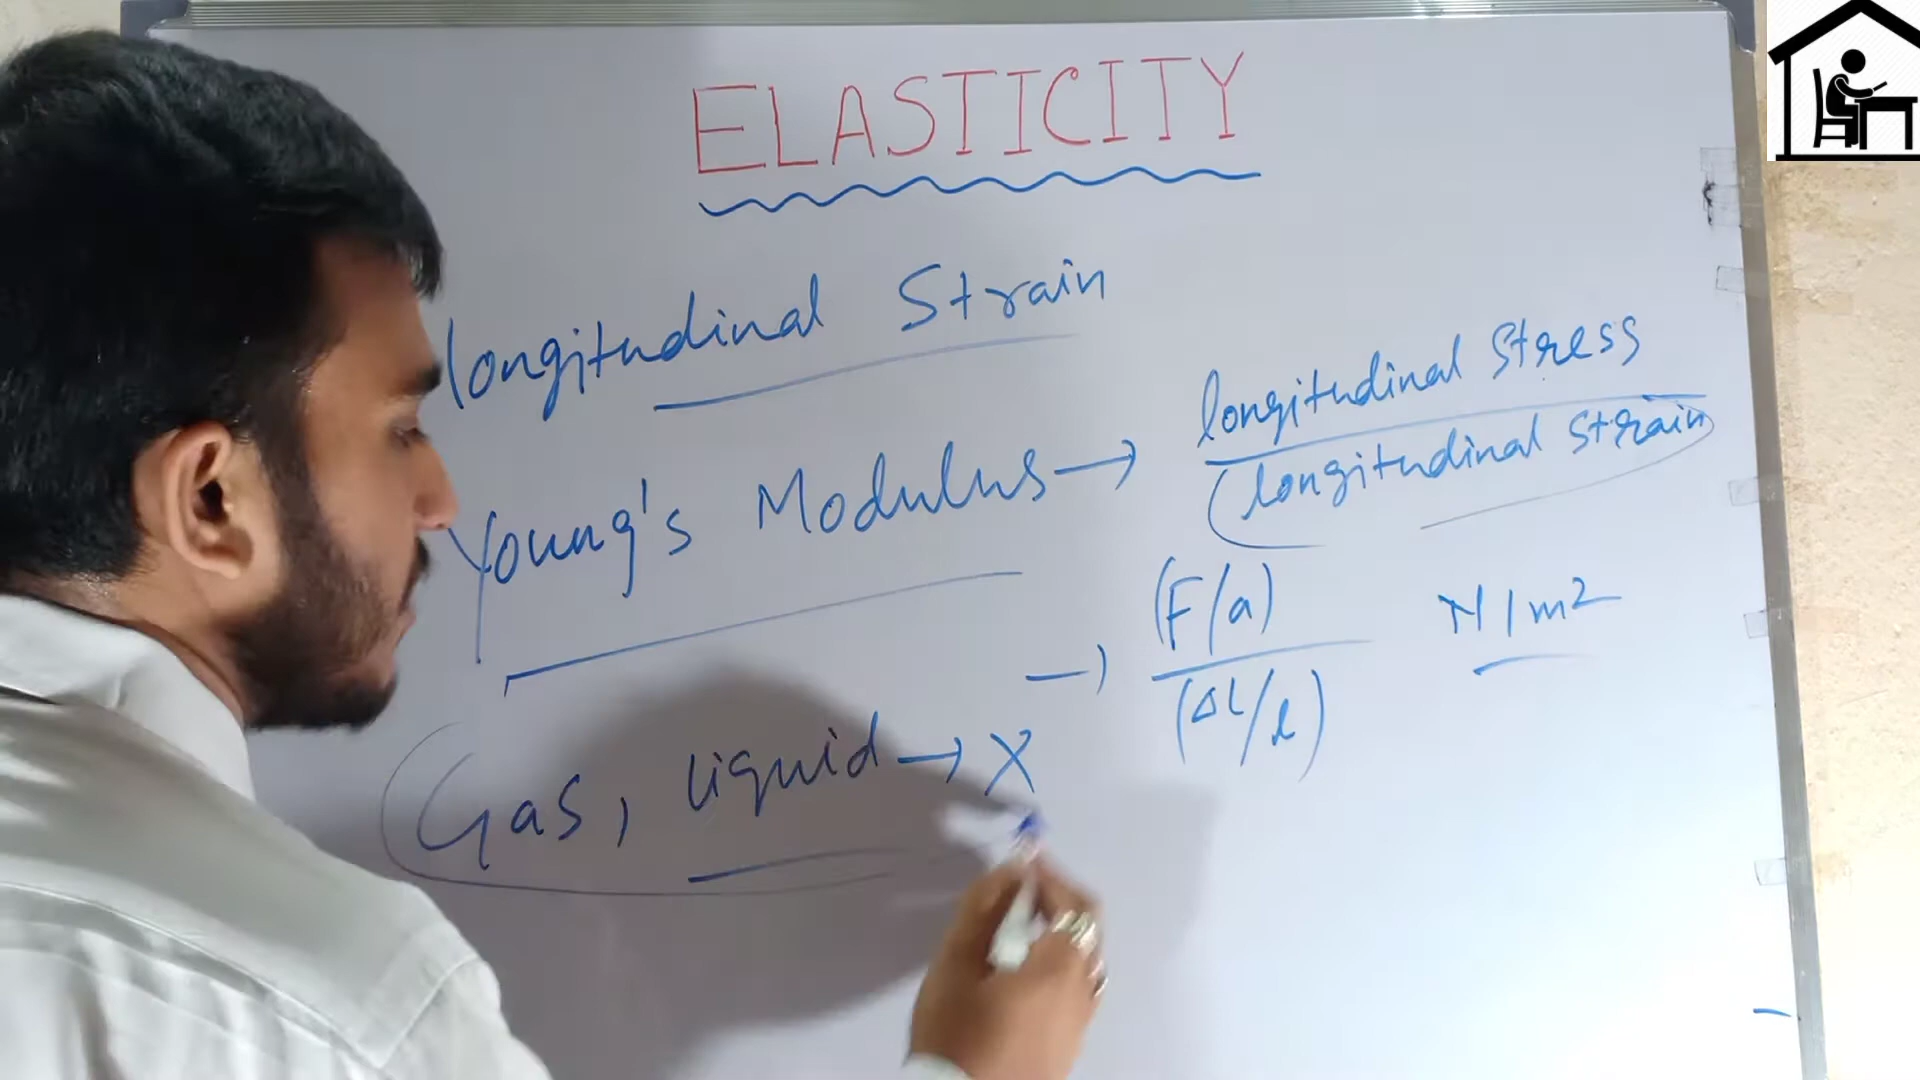 ELASTICITY
longitudinal Strain
Young's Modulus → longitudinal stress
longitudinal strain
→ (F/a) N/m2
(Δl/l)
Gas, liquid → X